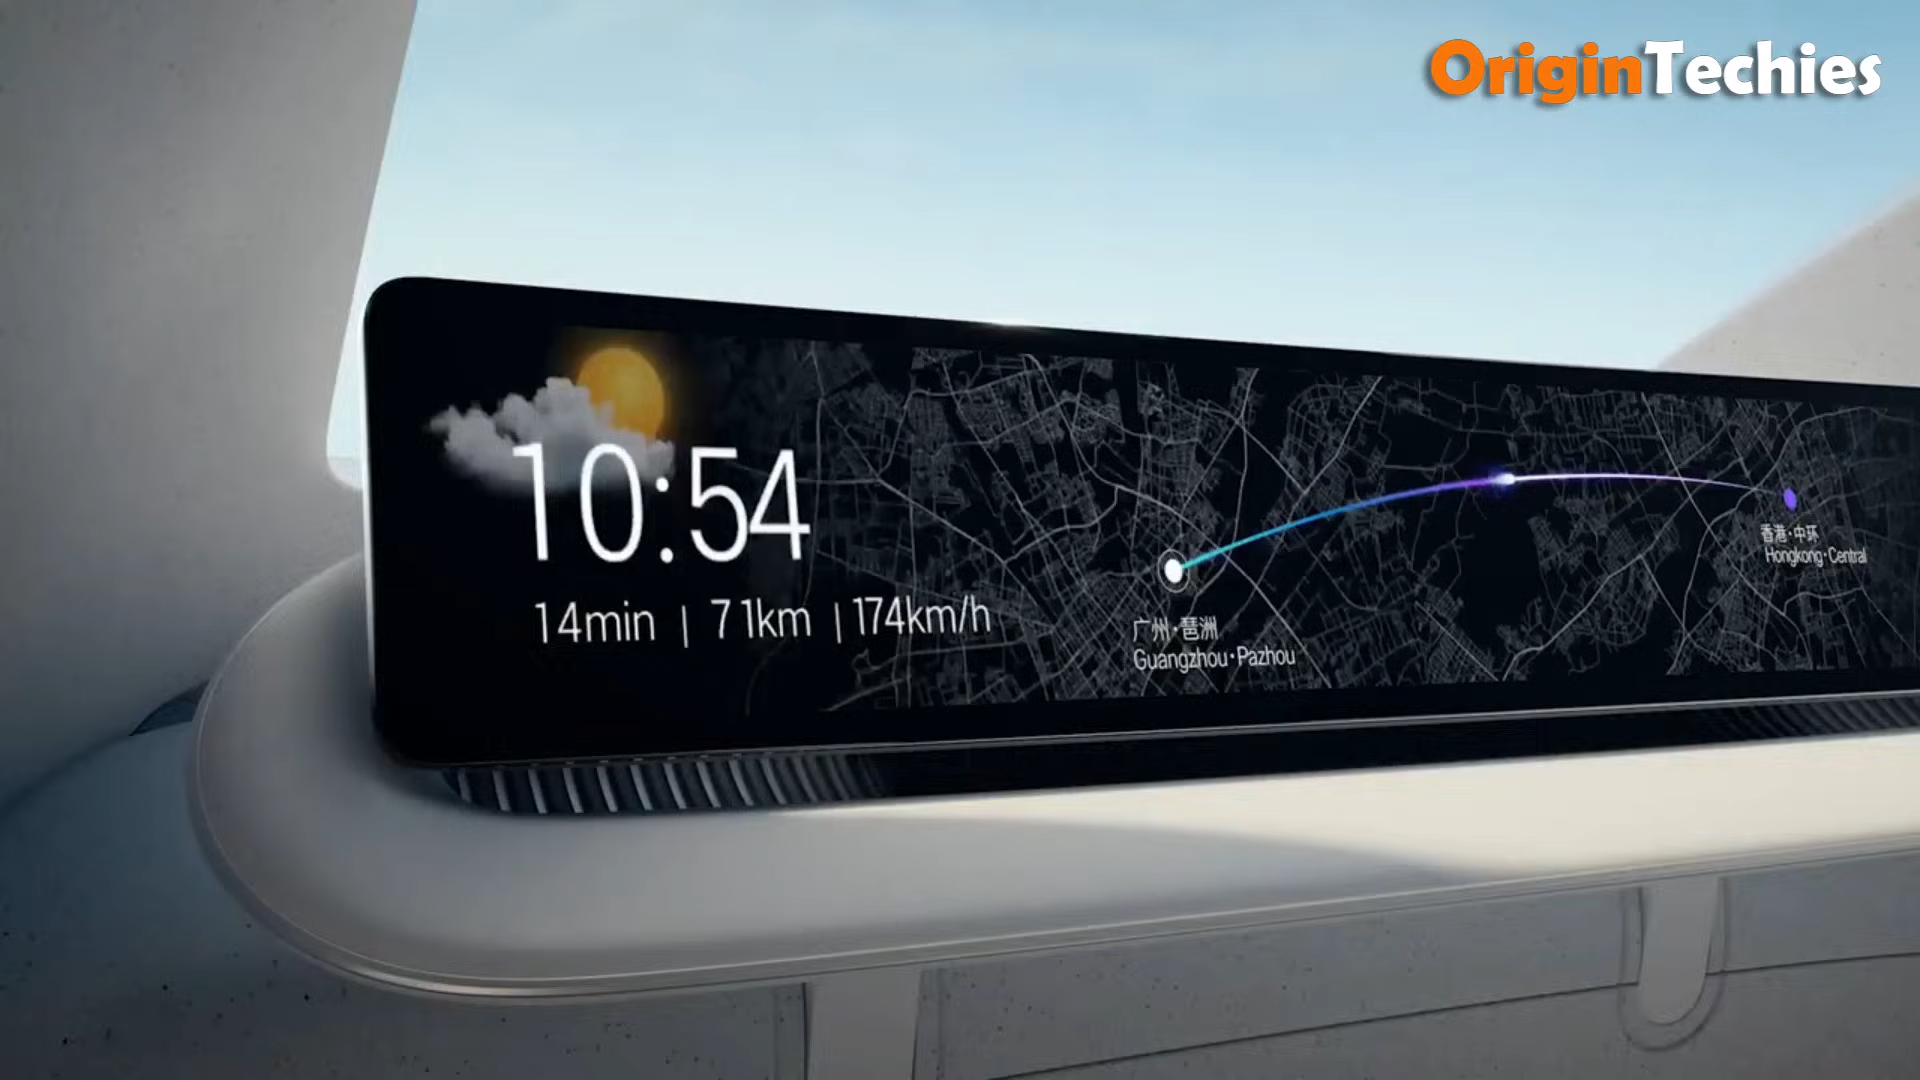 OriginTechies
10:54
14min | 71km | 174km/h
广州·琶洲
Guangzhou·Pazhou
香港·中环
Hongkong·Central